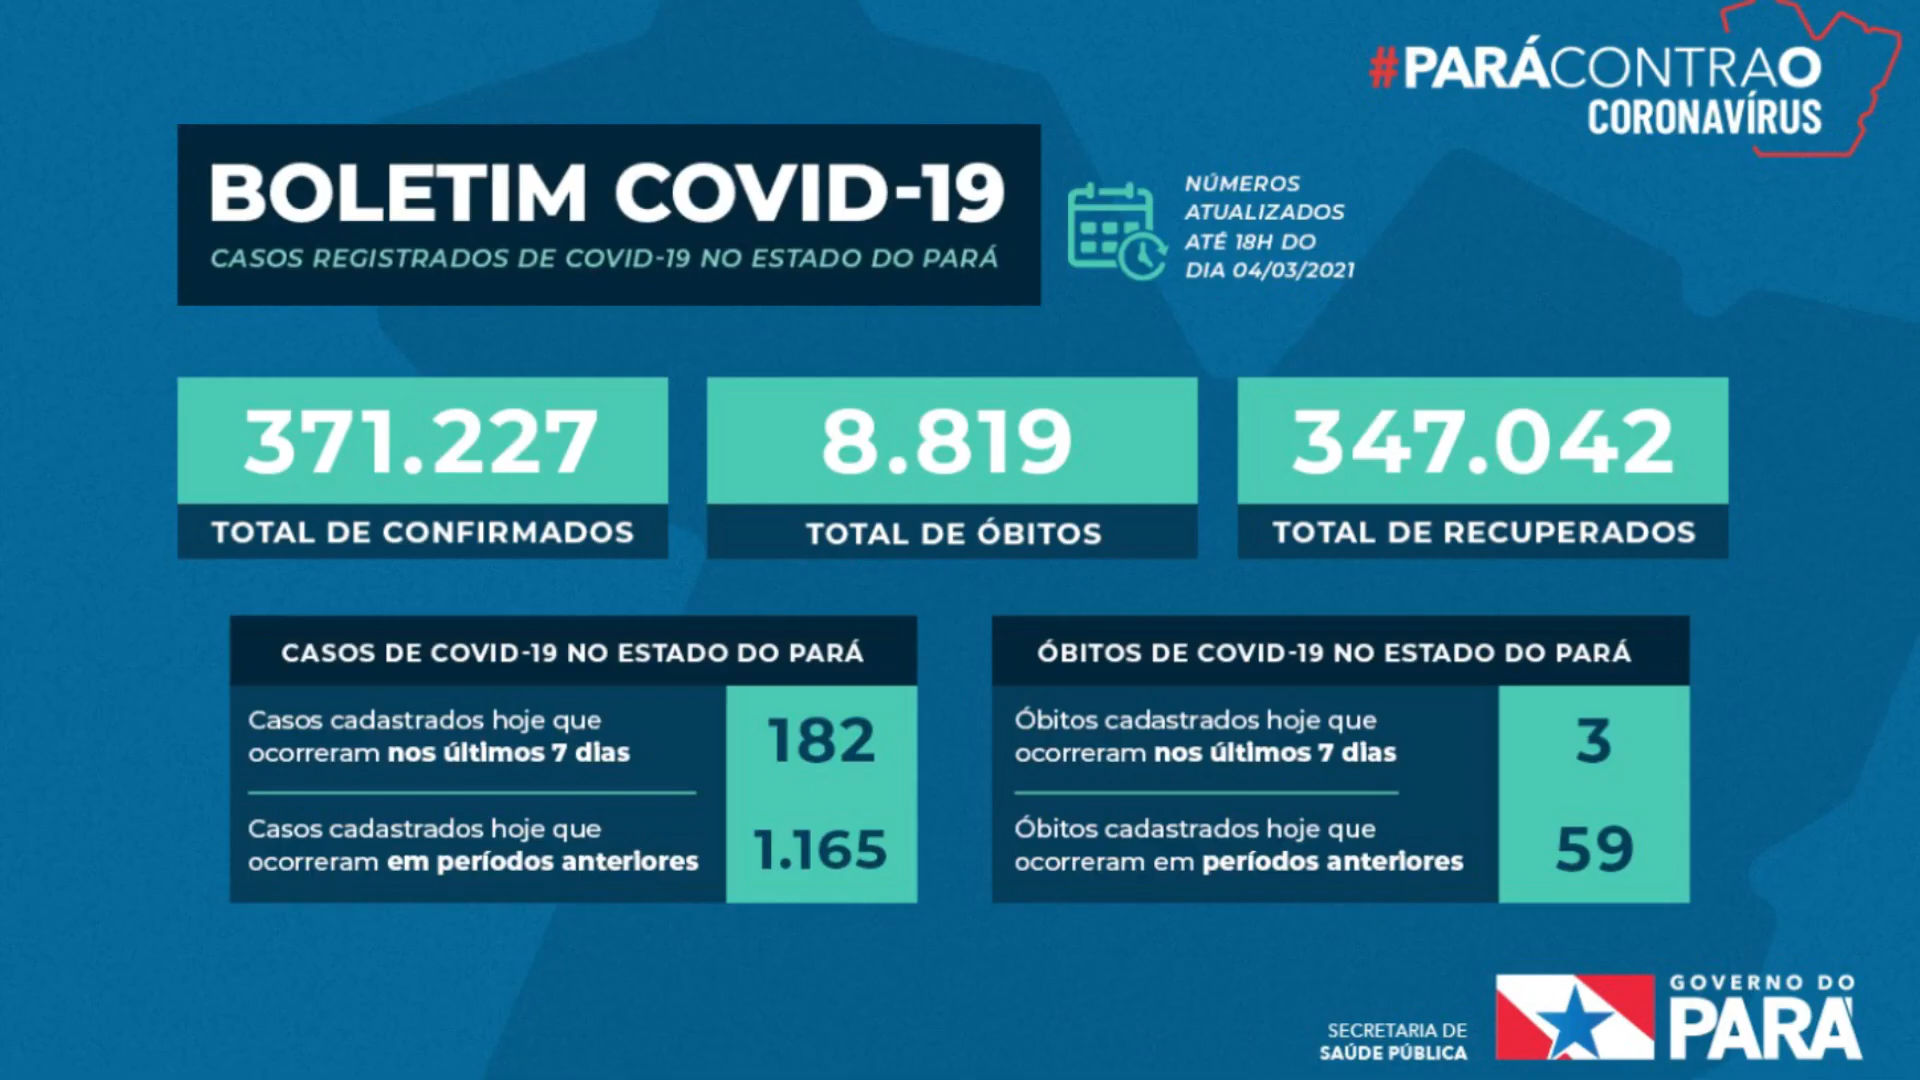 #PARÁCONTRAO
CORONAVÍRUS
BOLETIM COVID-19
CASOS REGISTRADOS DE COVID-19 NO ESTADO DO PARÁ
NÚMEROS
ATUALIZADOS
ATÉ 18H DO
DIA 04/03/2021
371.227
TOTAL DE CONFIRMADOS
8.819
TOTAL DE ÓBITOS
347.042
TOTAL DE RECUPERADOS
CASOS DE COVID-19 NO ESTADO DO PARÁ
Casos cadastrados hoje que
ocorreram nos últimos 7 dias
182
Casos cadastrados hoje que
ocorreram em períodos anteriores
1.165
ÓBITOS DE COVID-19 NO ESTADO DO PARÁ
Óbitos cadastrados hoje que
ocorreram nos últimos 7 dias
3
Óbitos cadastrados hoje que
ocorreram em períodos anteriores
59
SECRETARIA DE
SAÚDE PÚBLICA
GOVERNO DO
PARÁ